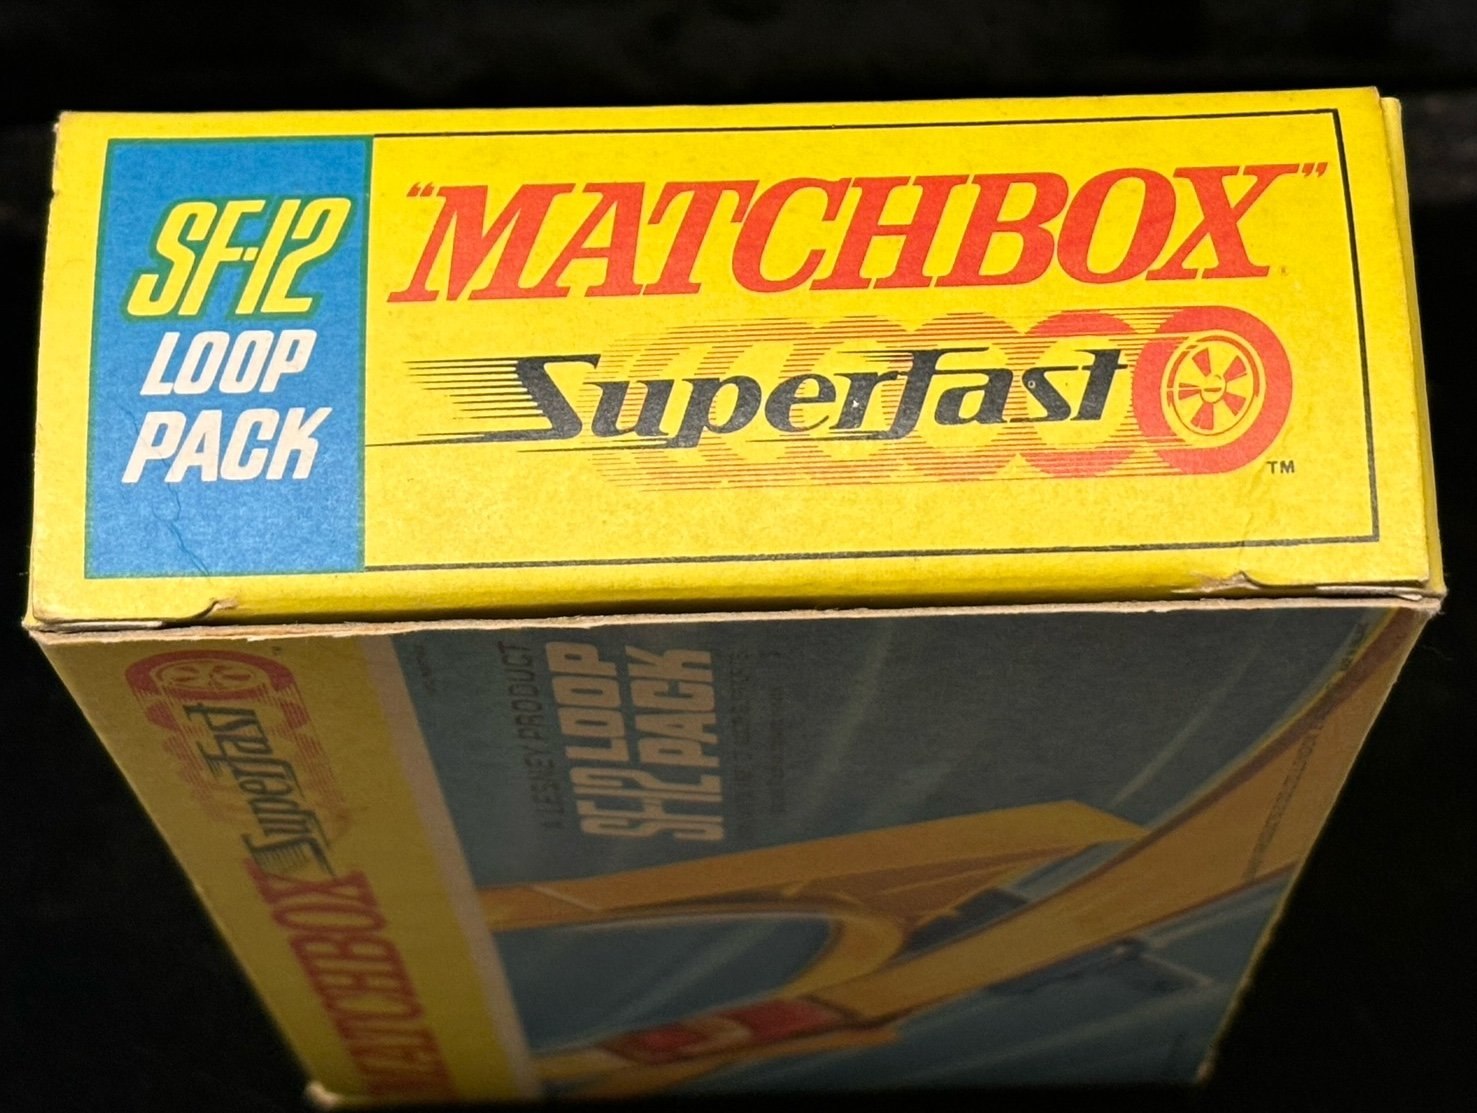 SF-12
LOOP
PACK
"MATCHBOX"
Superfast
TM
A LESNEY PRODUCT
SF-12 LOOP
SF-12 PACK
Superfast
MATCHBOX